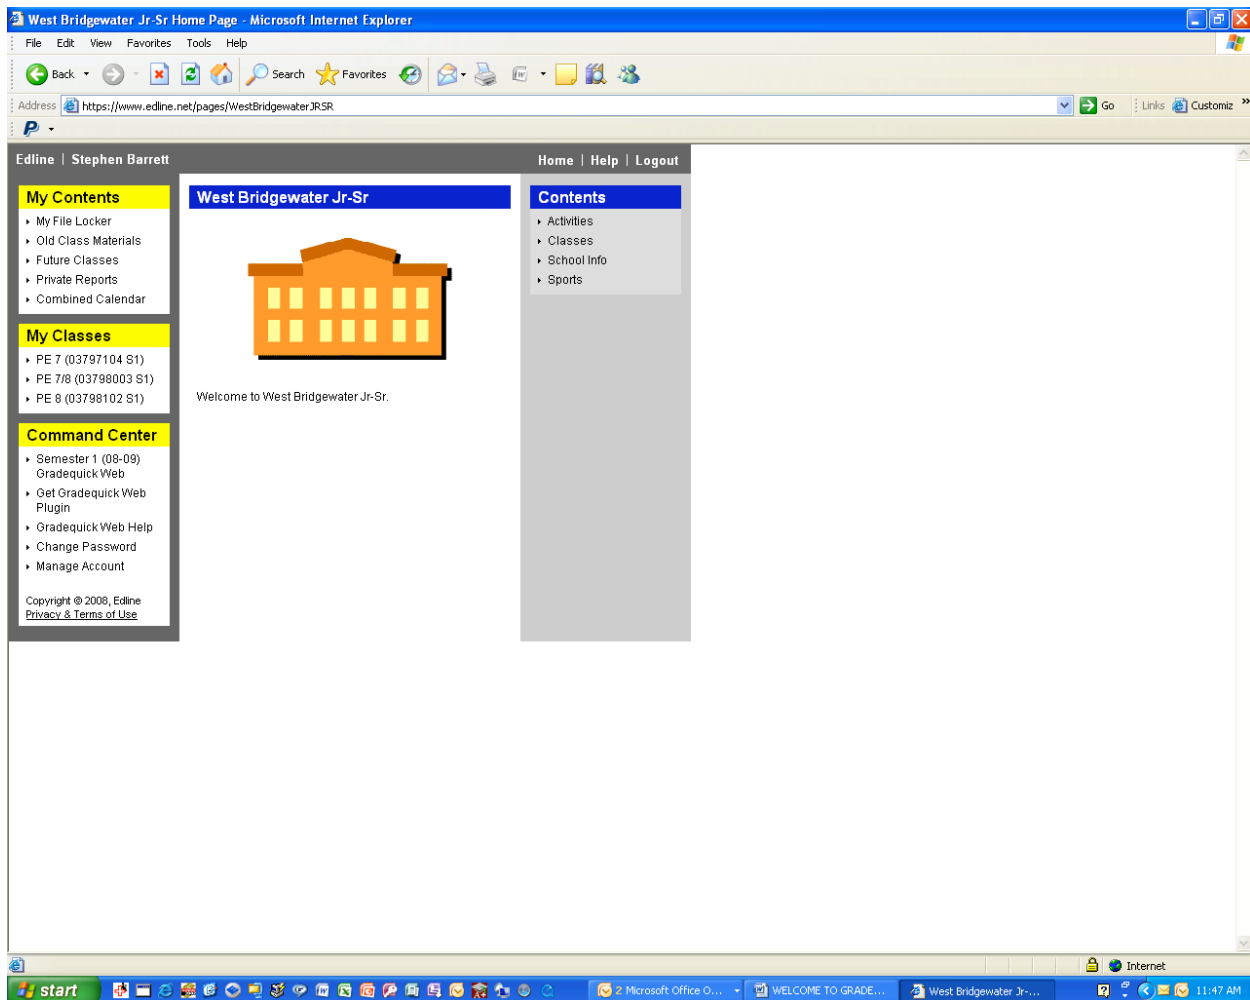 West Bridgewater Jr-Sr Home Page - Microsoft Internet Explorer
File Edit View Favorites Tools Help
Back Search Favorites
Address https://www.edline.net/pages/WestBridgewaterJRSR Go Links Customiz »
Edline | Stephen Barrett Home | Help | Logout
My Contents
My File Locker
Old Class Materials
Future Classes
Private Reports
Combined Calendar
My Classes
PE 7 (03797104 S1)
PE 7/8 (03798003 S1)
PE 8 (03798102 S1)
Command Center
Semester 1 (08-09)
Gradequick Web
Get Gradequick Web
Plugin
Gradequick Web Help
Change Password
Manage Account
Copyright © 2008, Edline
Privacy & Terms of Use
West Bridgewater Jr-Sr
Welcome to West Bridgewater Jr-Sr.
Contents
Activities
Classes
School Info
Sports
Internet
start 2 Microsoft Office O... WELCOME TO GRADE... West Bridgewater Jr-... 11:47 AM